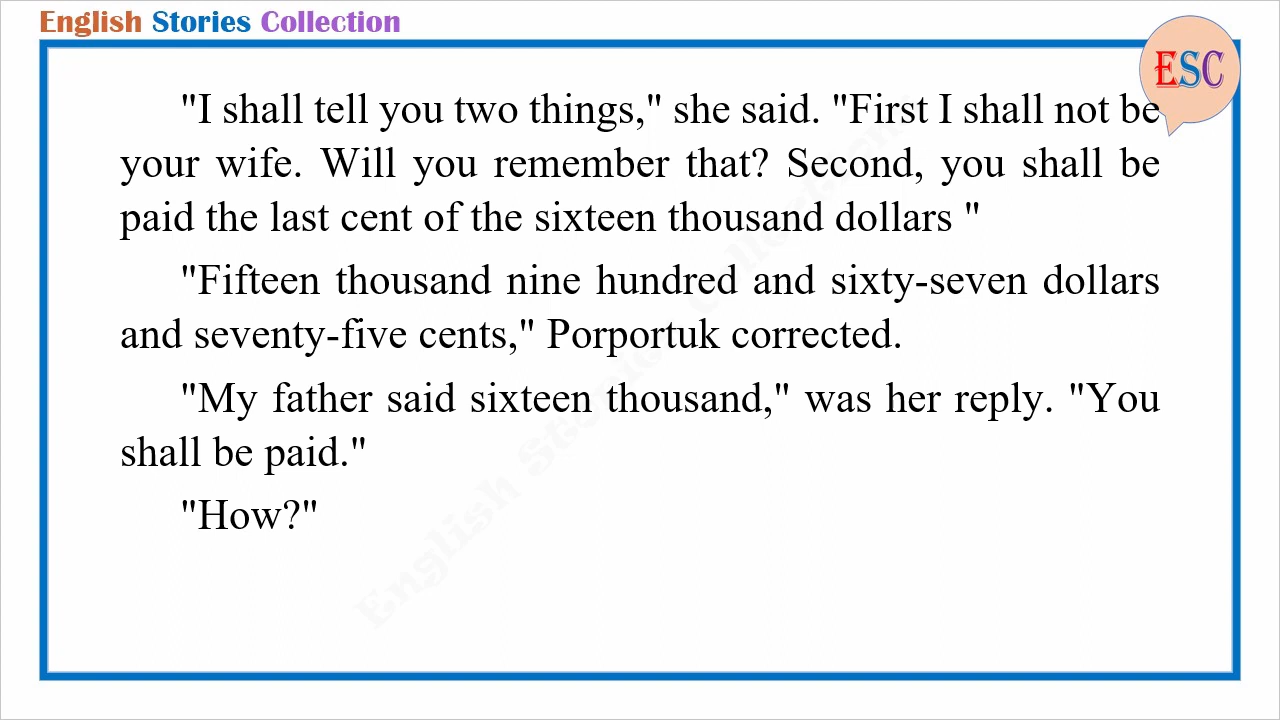 English Stories Collection
ESC
"I shall tell you two things," she said. "First I shall not be
your wife. Will you remember that? Second, you shall be
paid the last cent of the sixteen thousand dollars "
"Fifteen thousand nine hundred and sixty-seven dollars
and seventy-five cents," Porportuk corrected.
"My father said sixteen thousand," was her reply. "You
shall be paid."
"How?"
English Stories Collection